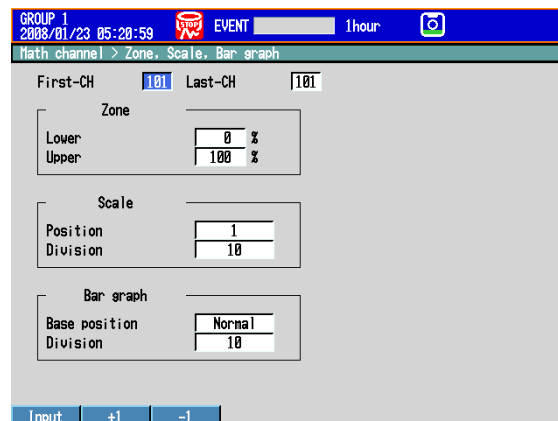 GROUP 1
2008/01/23 05:20:59 STOP EVENT 1hour
Math channel > Zone, Scale, Bar graph
First-CH 101 Last-CH 101
Zone
Lower 0 %
Upper 100 %
Scale
Position 1
Division 10
Bar graph
Base position Normal
Division 10
Input +1 -1